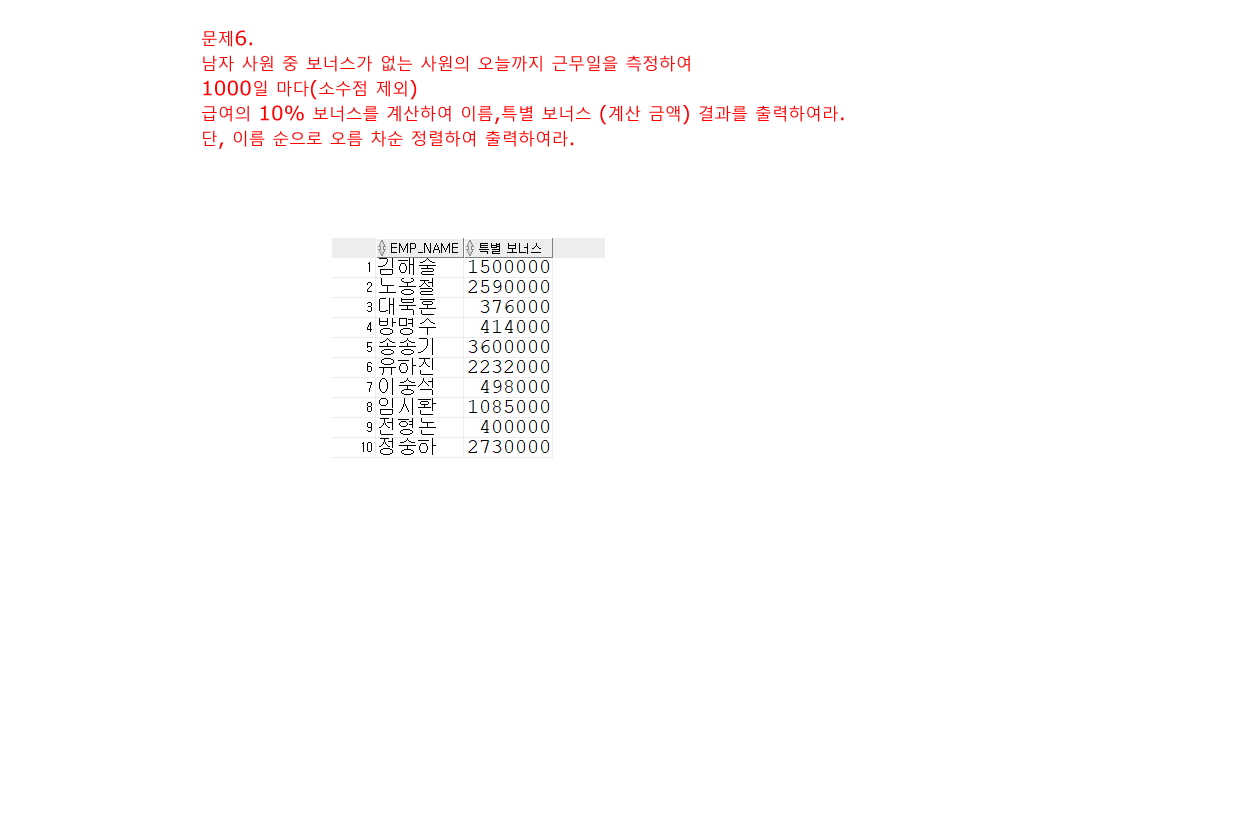 문제6.
남자 사원 중 보너스가 없는 사원의 오늘까지 근무일을 측정하여
1000일 마다(소수점 제외)
급여의 10% 보너스를 계산하여 이름,특별 보너스 (계산 금액) 결과를 출력하여라.
단, 이름 순으로 오름 차순 정렬하여 출력하여라.
EMP_NAME 특별 보너스
1 김해술 1500000
2 노옹철 2590000
3 대북혼 376000
4 방명수 414000
5 송송기 3600000
6 유하진 2232000
7 이중석 498000
8 임시환 1085000
9 전형돈 400000
10 정중하 2730000